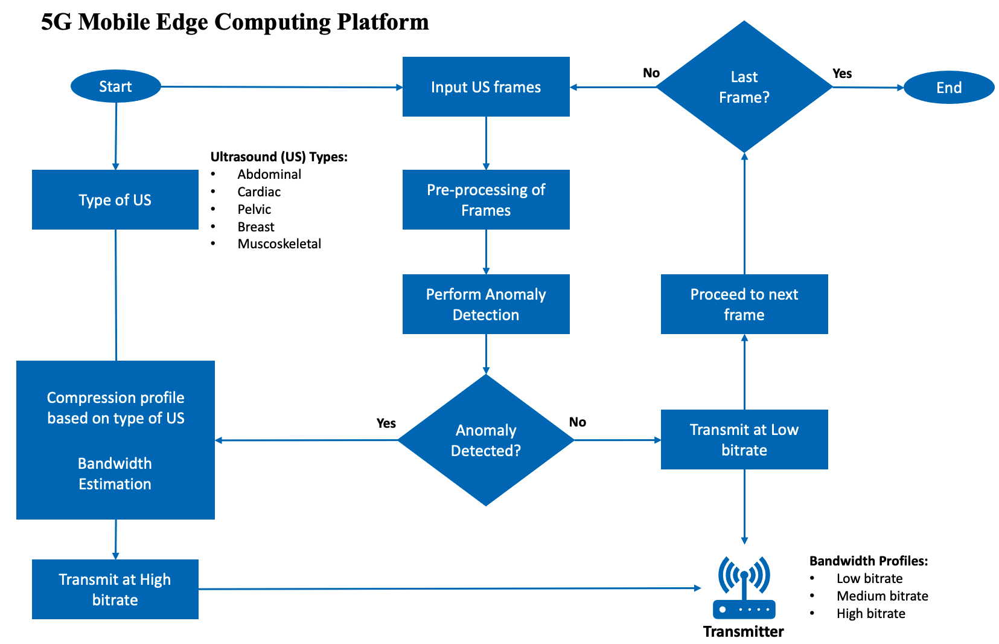 5G Mobile Edge Computing Platform
Start
Input US frames
No
Last
Frame?
Yes
End
Type of US
Ultrasound (US) Types:
• Abdominal
• Cardiac
• Pelvic
• Breast
• Muscoskeletal
Pre-processing of
Frames
Perform Anomaly
Detection
Proceed to next
frame
Compression profile
based on type of US
Bandwidth
Estimation
Yes
Anomaly
Detected?
No
Transmit at Low
bitrate
Transmit at High
bitrate
Transmitter
Bandwidth Profiles:
• Low bitrate
• Medium bitrate
• High bitrate